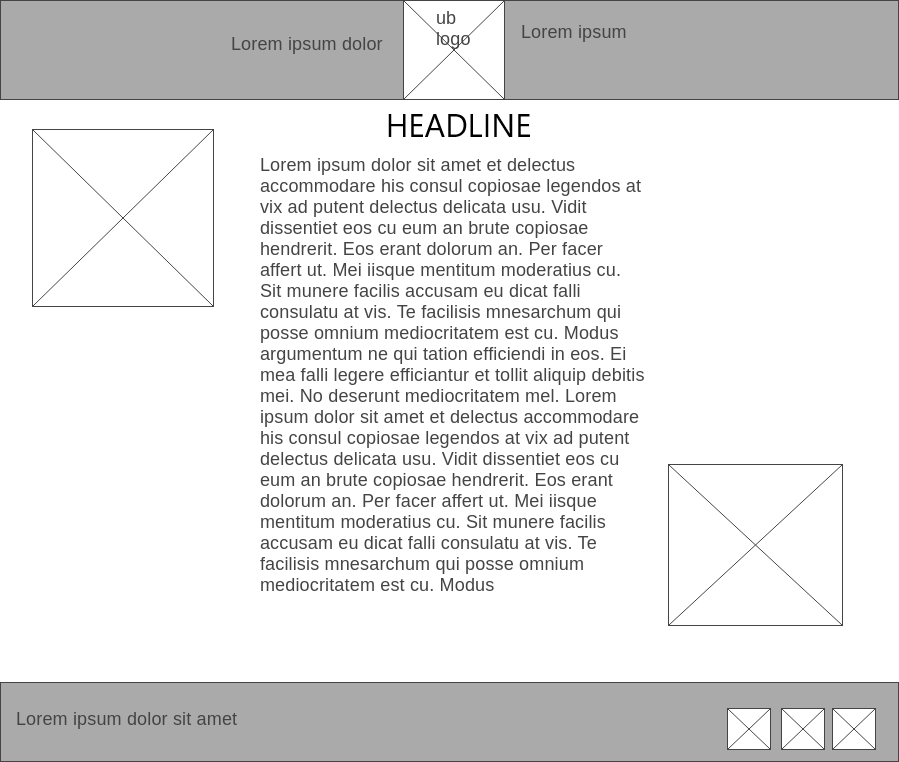 Lorem ipsum dolor
ub
logo
Lorem ipsum
HEADLINE
Lorem ipsum dolor sit amet et delectus
accommodare his consul copiosae legendos at
vix ad putent delectus delicata usu. Vidit
dissentiet eos cu eum an brute copiosae
hendrerit. Eos erant dolorum an. Per facer
affert ut. Mei iisque mentitum moderatius cu.
Sit munere facilis accusam eu dicat falli
consulatu at vis. Te facilisis mnesarchum qui
posse omnium mediocritatem est cu. Modus
argumentum ne qui tation efficiendi in eos. Ei
mea falli legere efficiantur et tollit aliquip debitis
mei. No deserunt mediocritatem mel. Lorem
ipsum dolor sit amet et delectus accommodare
his consul copiosae legendos at vix ad putent
delectus delicata usu. Vidit dissentiet eos cu
eum an brute copiosae hendrerit. Eos erant
dolorum an. Per facer affert ut. Mei iisque
mentitum moderatius cu. Sit munere facilis
accusam eu dicat falli consulatu at vis. Te
facilisis mnesarchum qui posse omnium
mediocritatem est cu. Modus
Lorem ipsum dolor sit amet